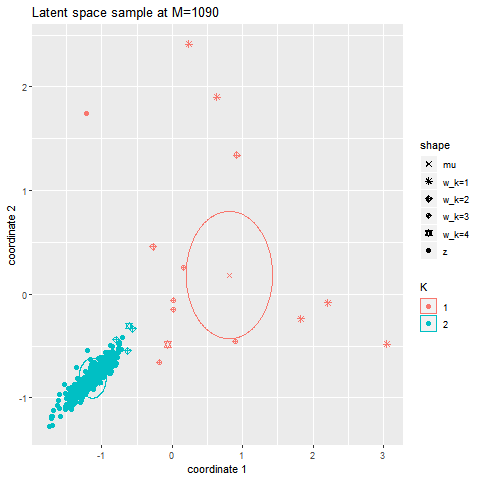 Latent space sample at M=1090
coordinate 2
2
1
0
-1
-1
0
1
2
3
coordinate 1
shape
mu
w_k=1
w_k=2
w_k=3
w_k=4
z
K
1
2